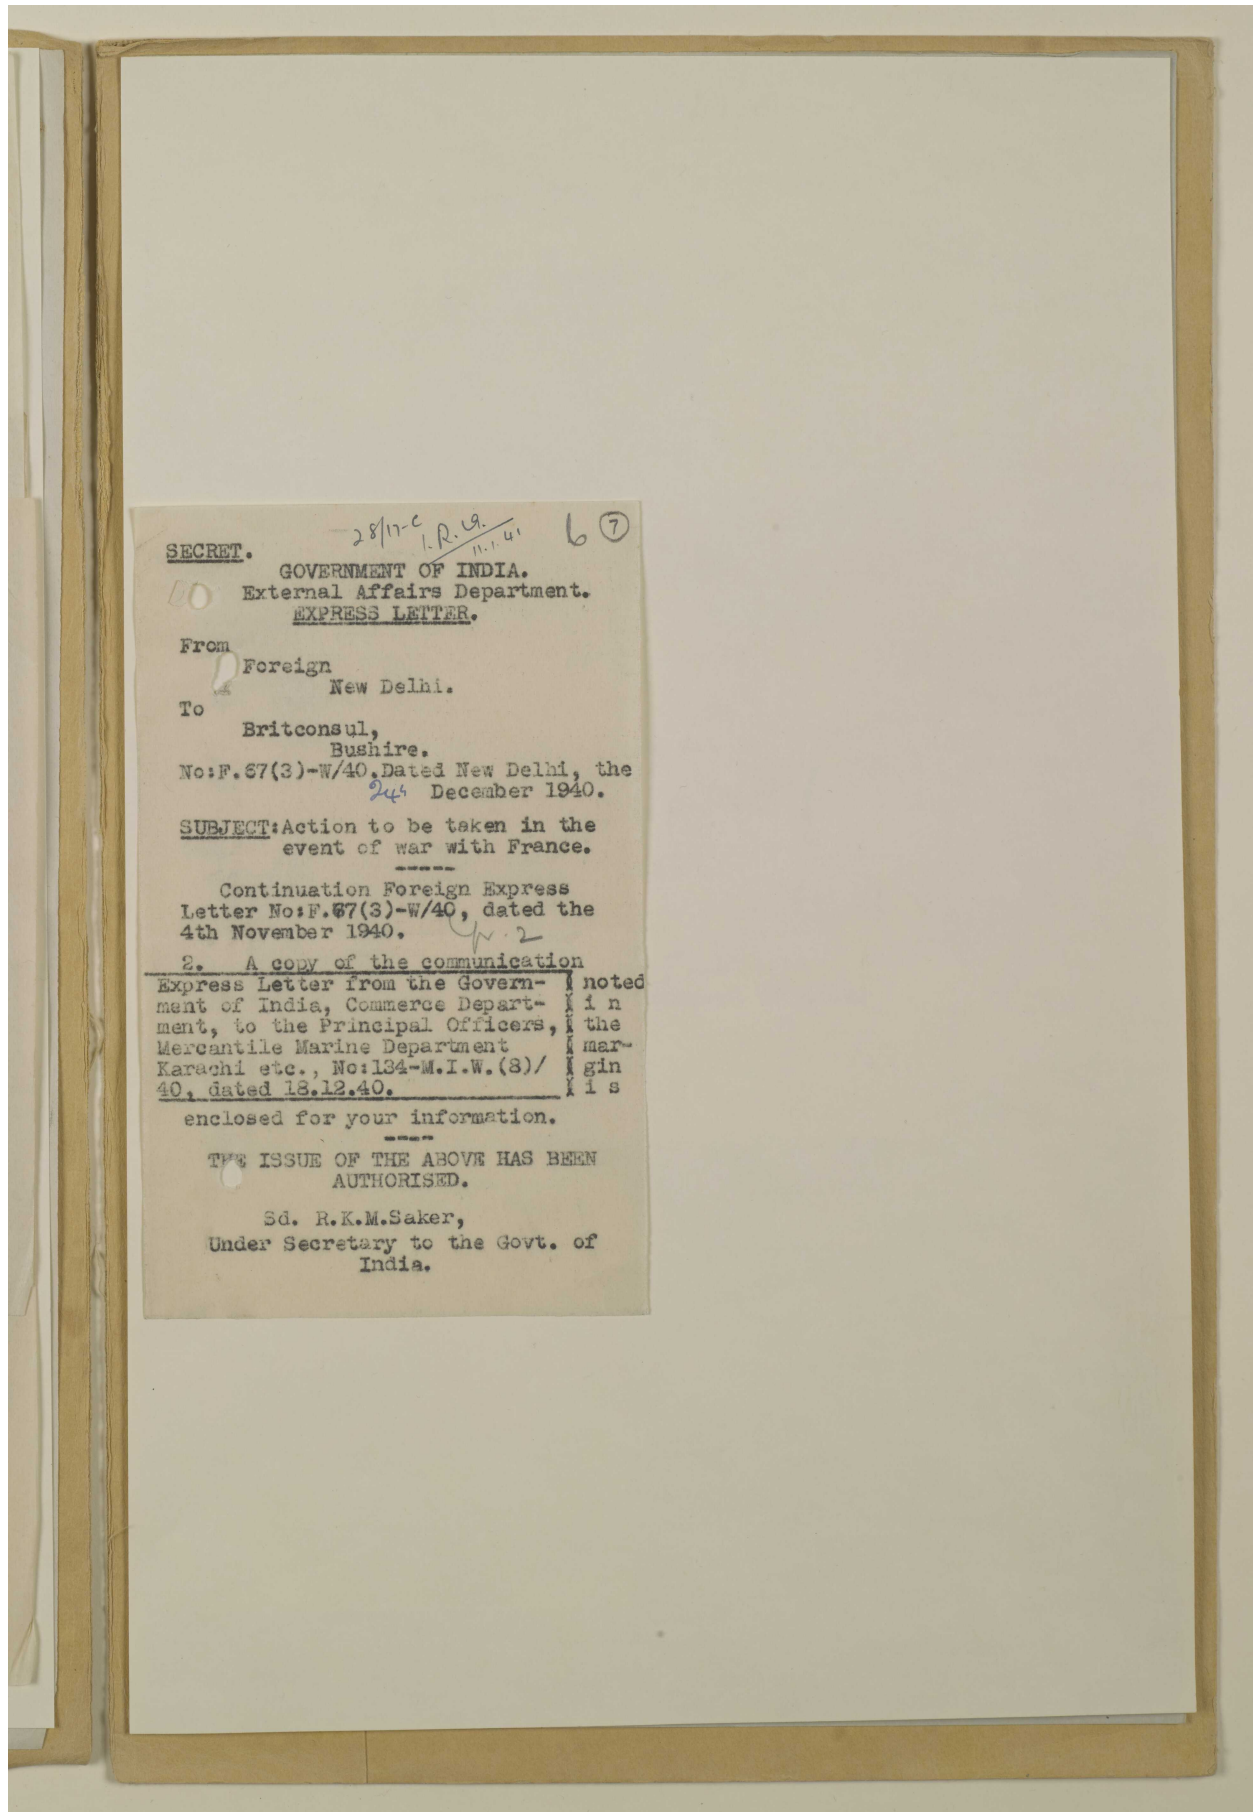 28/17-C
6 7
11.1.41
SECRET.
GOVERNMENT OF INDIA.
External Affairs Department.
EXPRESS LETTER.
From
Foreign
New Delhi.
To
Britconsul,
Bushire.
No:F.67(3)-W/40.Dated New Delhi, the
24th December 1940.
SUBJECT:Action to be taken in the
event of war with France.
-----
Continuation Foreign Express
Letter No:F.67(3)-W/40, dated the
4th November 1940.
p. 2
2. A copy of the communication
Express Letter from the Govern- noted
ment of India, Commerce Depart- i n
ment, to the Principal Officers, the
Mercantile Marine Department mar-
Karachi etc., No:134-M.I.W.(8)/ gin
40, dated 18.12.40. i s
enclosed for your information.
----
THE ISSUE OF THE ABOVE HAS BEEN
AUTHORISED.
Sd. R.K.M.Saker,
Under Secretary to the Govt. of
India.